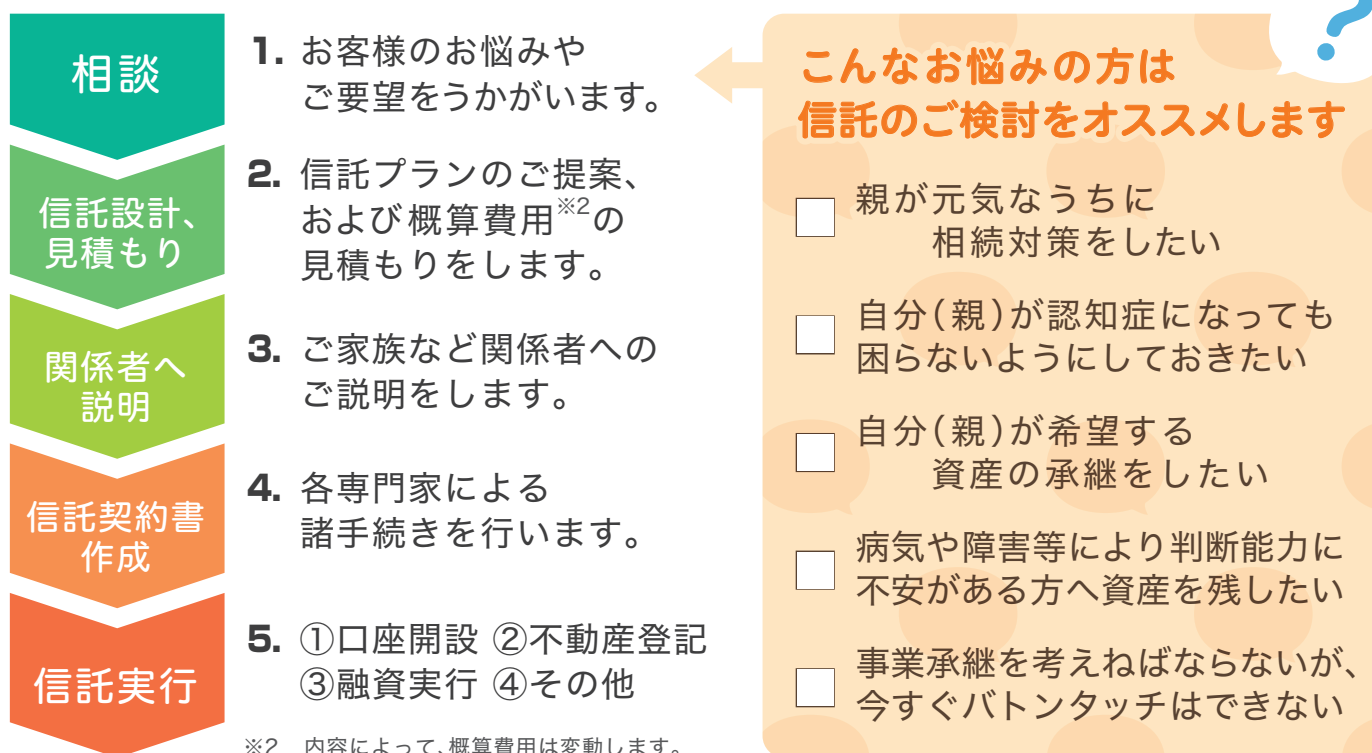 相談
1. お客様のお悩みや
ご要望をうかがいます。
信託設計、
見積もり
2. 信託プランのご提案、
および概算費用※2の
見積もりをします。
関係者へ
説明
3. ご家族など関係者への
ご説明をします。
信託契約書
作成
4. 各専門家による
諸手続きを行います。
信託実行
5. ①口座開設 ②不動産登記
③融資実行 ④その他
※2 内容によって、概算費用は変動します。
?
こんなお悩みの方は
信託のご検討をオススメします
親が元気なうちに
相続対策をしたい
自分(親)が認知症になっても
困らないようにしておきたい
自分(親)が希望する
資産の承継をしたい
病気や障害等により判断能力に
不安がある方へ資産を残したい
事業承継を考えねばならないが、
今すぐバトンタッチはできない